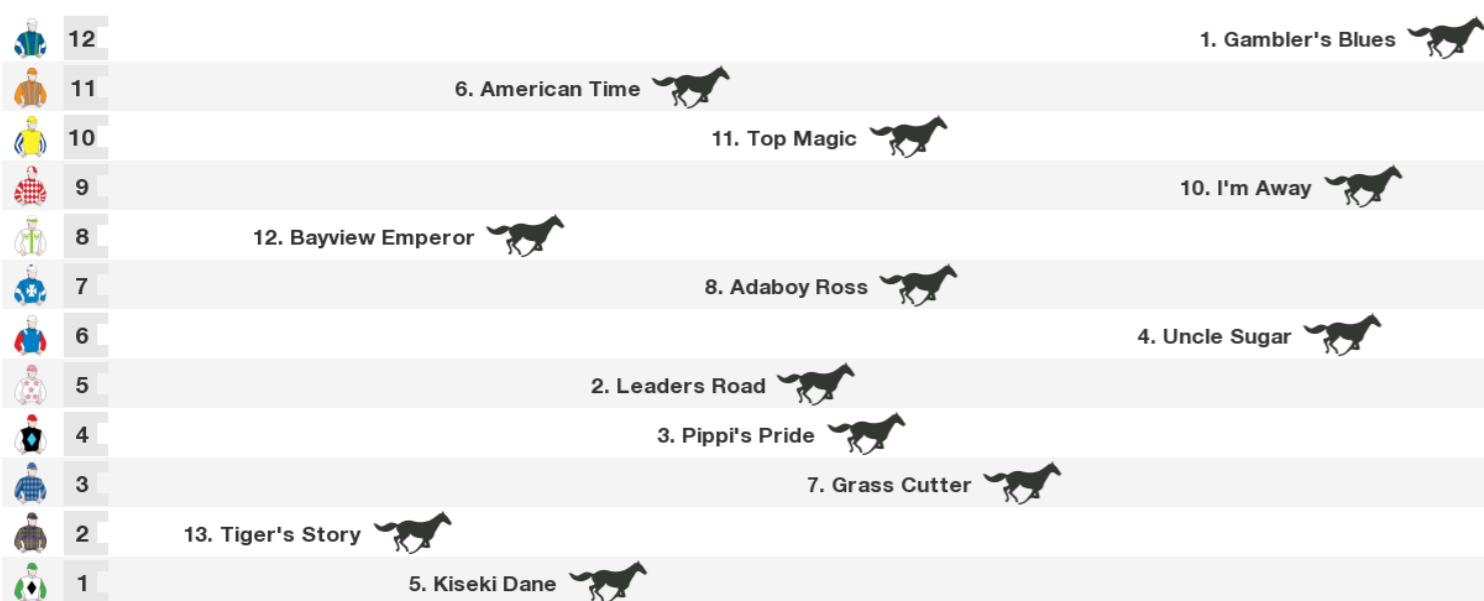 12 1. Gambler's Blues
11 6. American Time
10 11. Top Magic
9 10. I'm Away
8 12. Bayview Emperor
7 8. Adaboy Ross
6 4. Uncle Sugar
5 2. Leaders Road
4 3. Pippi's Pride
3 7. Grass Cutter
2 13. Tiger's Story
1 5. Kiseki Dane